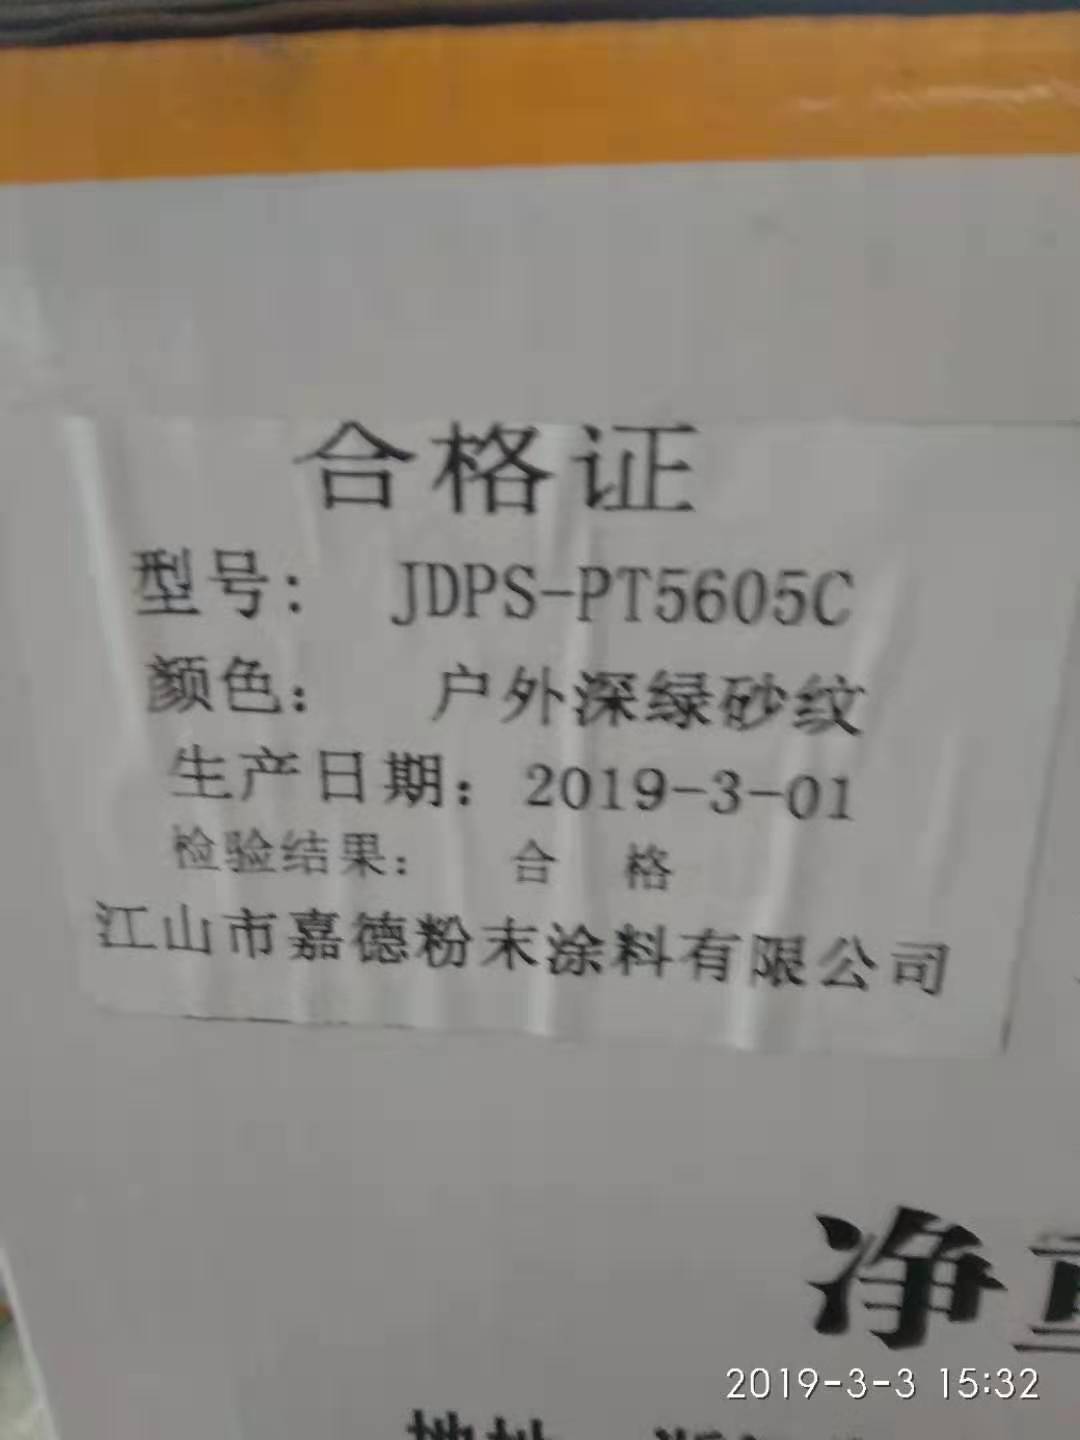 合格证
型号： JDPS-PT5605C
颜色： 户外深绿砂纹
生产日期：2019-3-01
检验结果： 合 格
江山市嘉德粉末涂料有限公司
净
2019-3-3 15:32